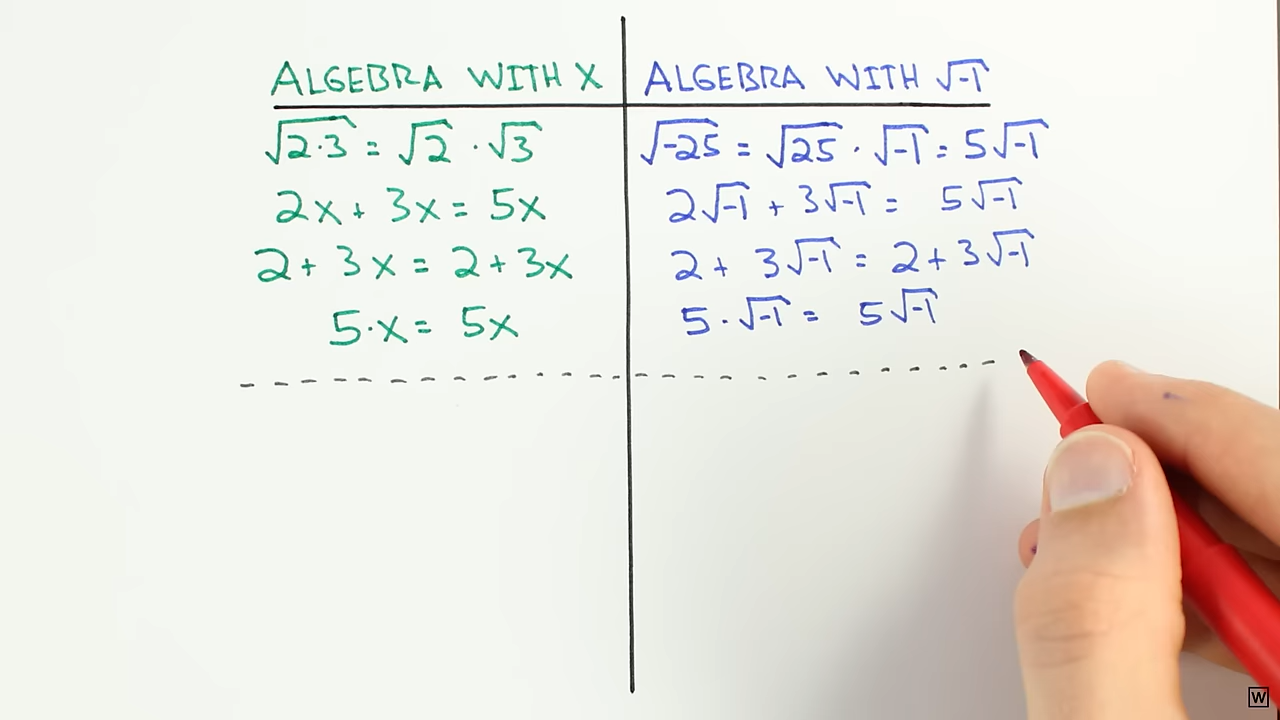 ALGEBRA WITH X
√2·3 = √2 · √3
2x + 3x = 5x
2 + 3x = 2 + 3x
5·x = 5x
ALGEBRA WITH √-1
√-25 = √25 · √-1 = 5√-1
2√-1 + 3√-1 = 5√-1
2 + 3√-1 = 2 + 3√-1
5·√-1 = 5√-1
W